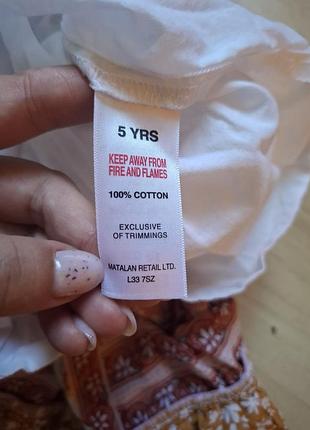 5 YRS
KEEP AWAY FROM
FIRE AND FLAMES
100% COTTON
EXCLUSIVE
OF TRIMMINGS
MATALAN RETAIL LTD.
L33 7SZ